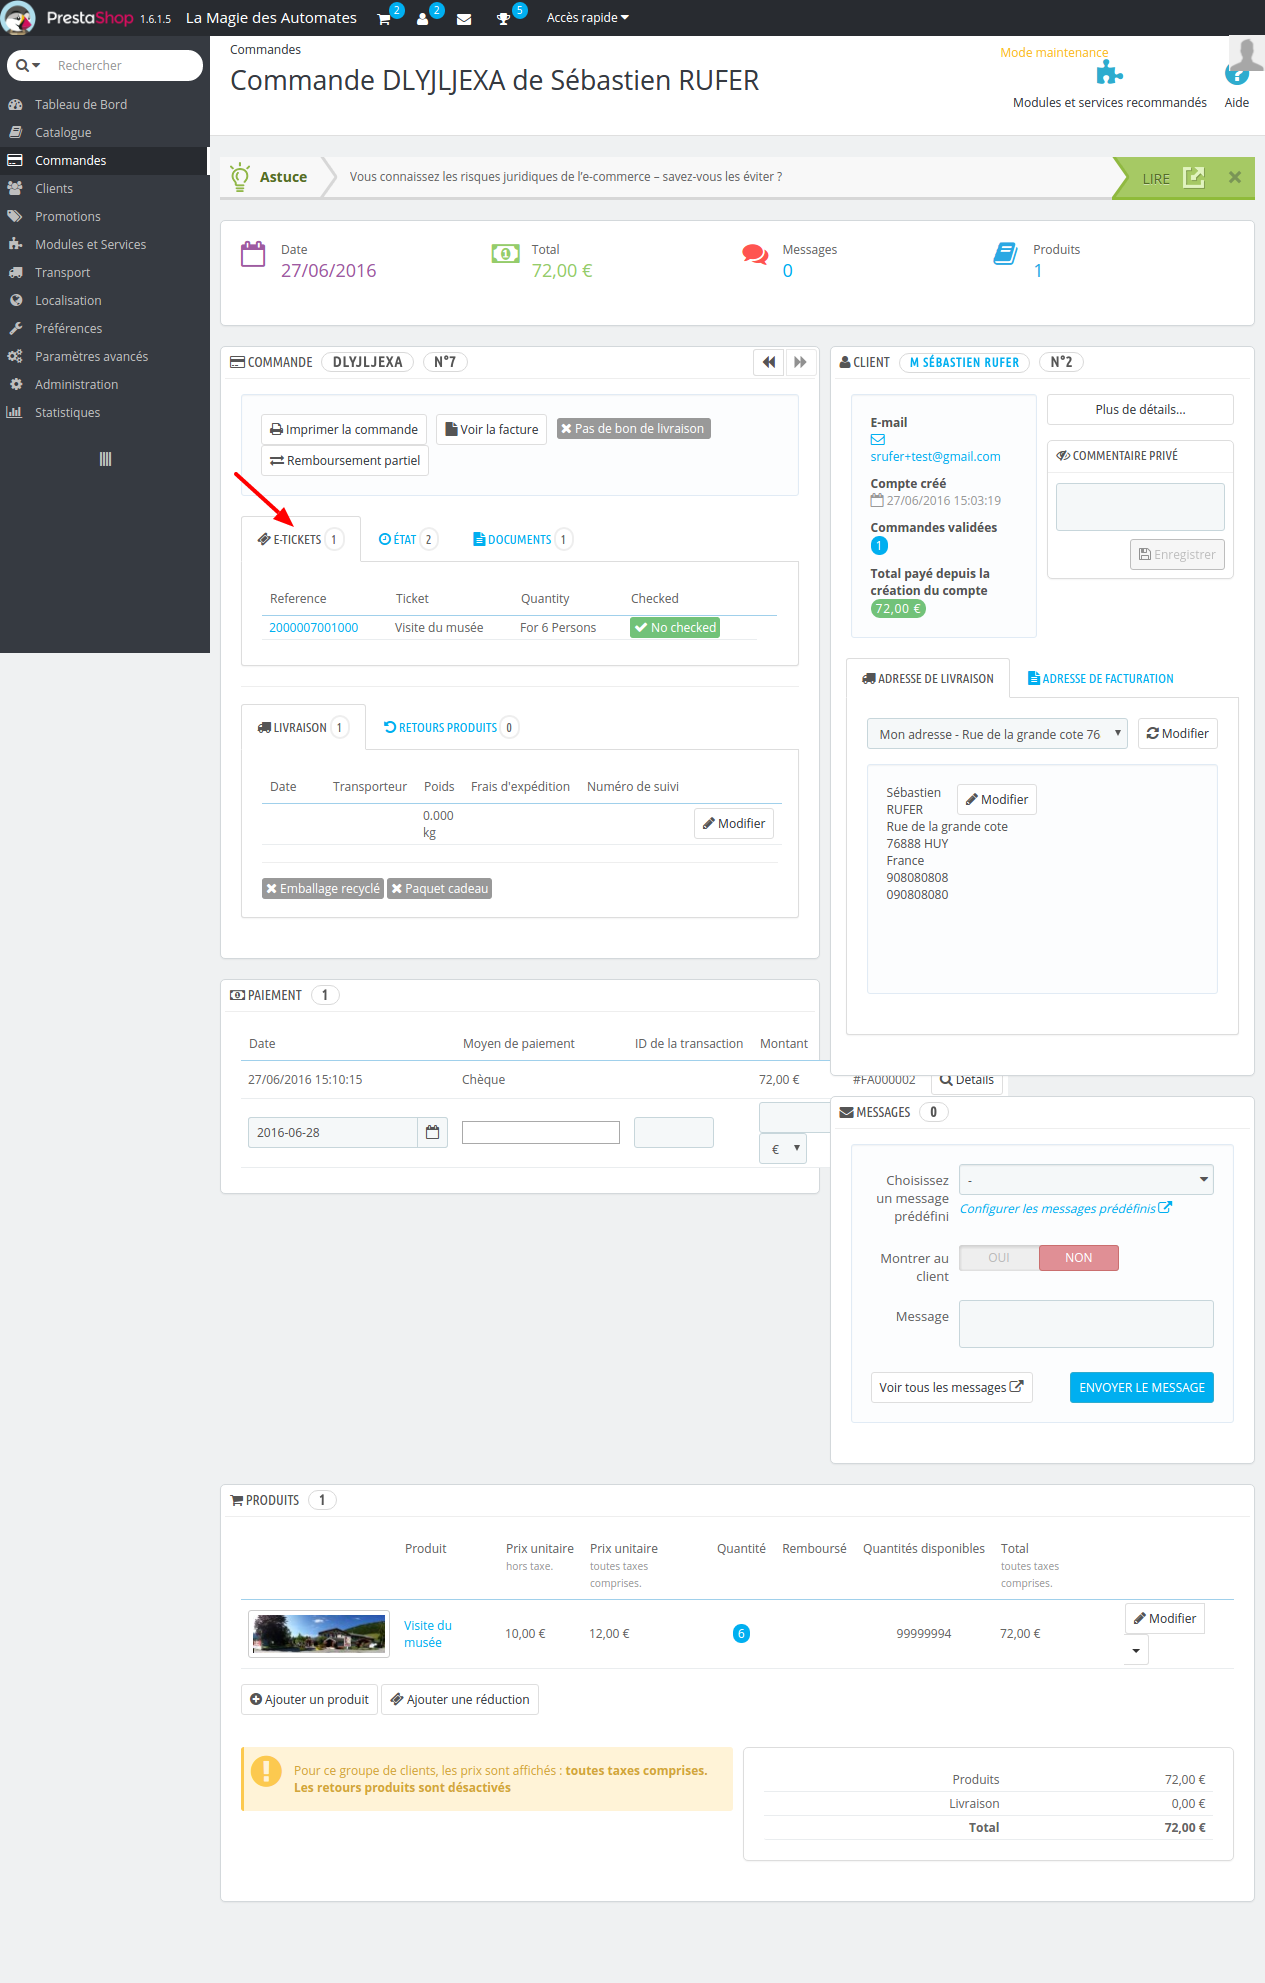 PrestaShop 1.6.1.5 La Magie des Automates 2 2 5 Accès rapide
Rechercher
Tableau de Bord
Catalogue
Commandes
Clients
Promotions
Modules et Services
Transport
Localisation
Préférences
Paramètres avancés
Administration
Statistiques
Commandes
Commande DLYJLJEXA de Sébastien RUFER
Mode maintenance
Modules et services recommandés
? Aide
Astuce Vous connaissez les risques juridiques de l'e-commerce – savez-vous les éviter ? LIRE
Date
27/06/2016
Total
72,00 €
Messages
0
Produits
1
COMMANDE DLYJLJEXA N°7
Imprimer la commande Voir la facture Pas de bon de livraison
Remboursement partiel
E-TICKETS 1 ÉTAT 2 DOCUMENTS 1
Reference Ticket Quantity Checked
2000007001000 Visite du musée For 6 Persons No checked
LIVRAISON 1 RETOURS PRODUITS 0
Date Transporteur Poids Frais d'expédition Numéro de suivi
0.000
kg
Modifier
Emballage recyclé Paquet cadeau
CLIENT M SÉBASTIEN RUFER N°2
E-mail
srufer+test@gmail.com
Compte créé
27/06/2016 15:03:19
Commandes validées
1
Total payé depuis la
création du compte
72,00 €
Plus de détails...
COMMENTAIRE PRIVÉ
Enregistrer
ADRESSE DE LIVRAISON ADRESSE DE FACTURATION
Mon adresse - Rue de la grande cote 76 Modifier
Sébastien
RUFER
Modifier
Rue de la grande cote
76888 HUY
France
908080808
090808080
PAIEMENT 1
Date Moyen de paiement ID de la transaction Montant
27/06/2016 15:10:15 Chèque 72,00 € #FA000002 Détails
2016-06-28
€
MESSAGES 0
Choisissez
un message
prédéfini
-
Configurer les messages prédéfinis
Montrer au
client
OUI NON
Message
Voir tous les messages ENVOYER LE MESSAGE
PRODUITS 1
Produit
Prix unitaire
hors taxe.
Prix unitaire
toutes taxes
comprises.
Quantité Remboursé Quantités disponibles
Total
toutes taxes
comprises.
Visite du
musée
10,00 € 12,00 € 6 99999994 72,00 € Modifier
Ajouter un produit Ajouter une réduction
Pour ce groupe de clients, les prix sont affichés : toutes taxes comprises.
Les retours produits sont désactivés
Produits 72,00 €
Livraison 0,00 €
Total 72,00 €